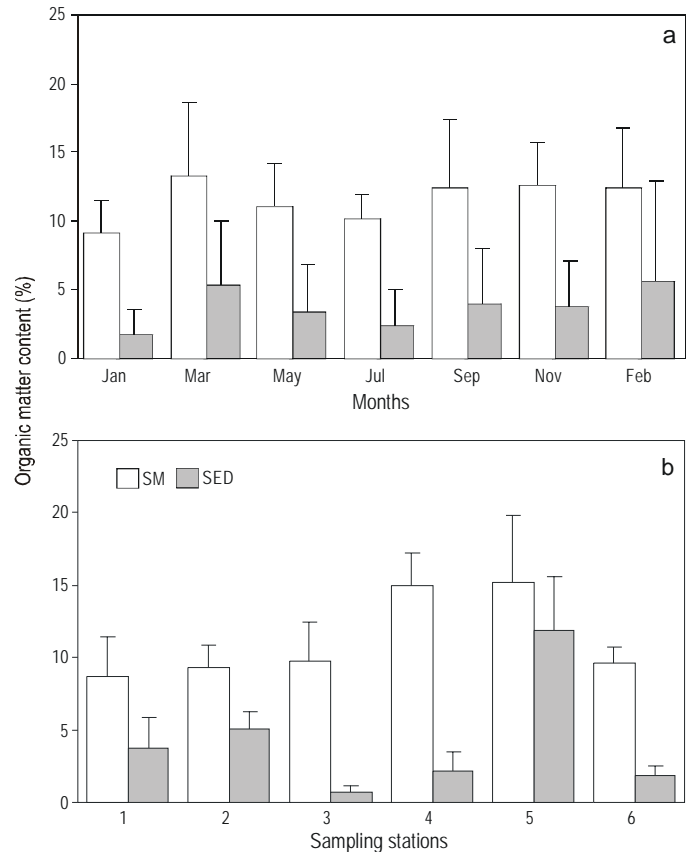 25
a
20
15
10
5
0
Jan Mar May Jul Sep Nov Feb
Months
Organic matter content (%)
25
b
SM SED
20
15
10
5
0
1 2 3 4 5 6
Sampling stations